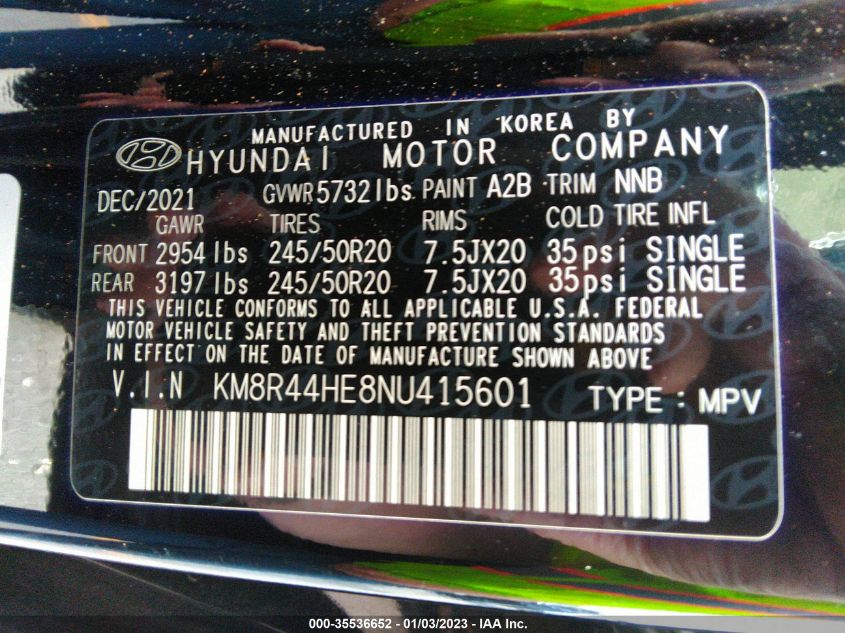 MANUFACTURED IN KOREA BY
HYUNDAI MOTOR COMPANY
DEC/2021 GVWR 5732 lbs PAINT A2B TRIM NNB
GAWR TIRES RIMS COLD TIRE INFL
FRONT 2954 lbs 245/50R20 7.5JX20 35psi SINGLE
REAR 3197 lbs 245/50R20 7.5JX20 35psi SINGLE
THIS VEHICLE CONFORMS TO ALL APPLICABLE U.S.A. FEDERAL
MOTOR VEHICLE SAFETY AND THEFT PREVENTION STANDARDS
IN EFFECT ON THE DATE OF MANUFACTURE SHOWN ABOVE
V.I.N KM8R44HE8NU415601 TYPE : MPV
000-35536652 - 01/03/2023 - IAA Inc.